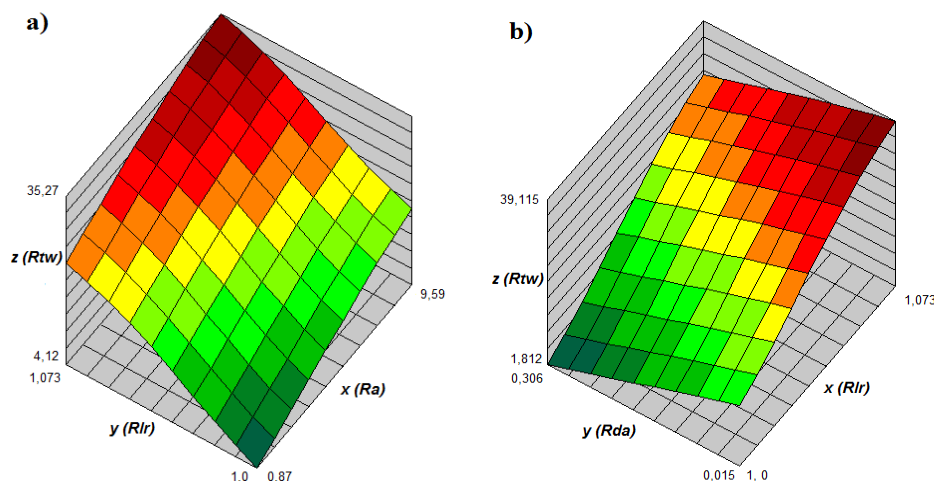 a)
35,27
z (Rtw)
4,12
1,073
y (Rlr)
1.0
0.87
x (Ra)
9,59
b)
39,115
z (Rtw)
1,812
0,306
y (Rda)
0,015
1, 0
x (Rlr)
1,073